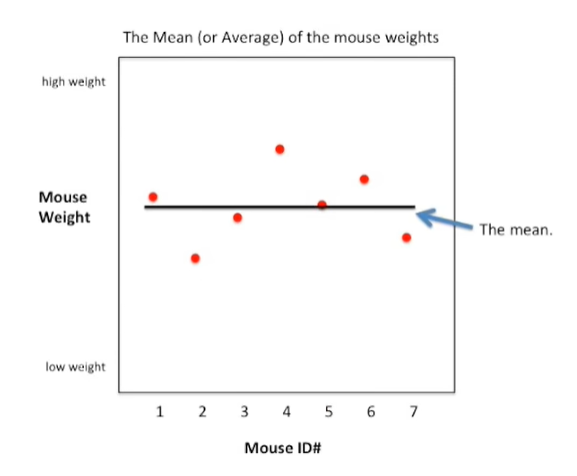 The Mean (or Average) of the mouse weights
high weight
Mouse
Weight
The mean.
low weight
1 2 3 4 5 6 7
Mouse ID#